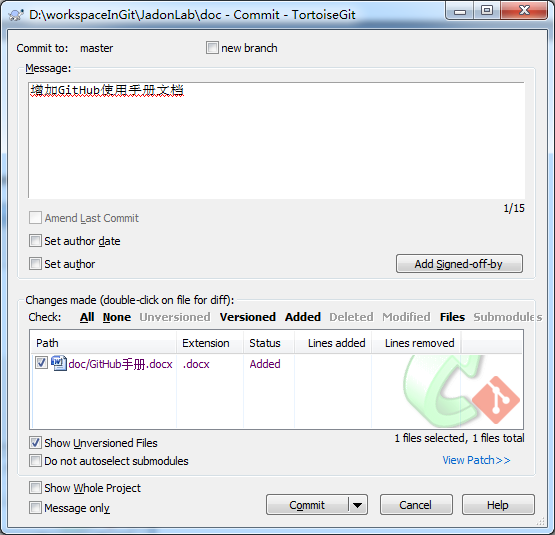 D:\workspaceInGit\JadonLab\doc - Commit - TortoiseGit
Commit to: master new branch
Message:
增加GitHub使用手册文档
1/15
Amend Last Commit
Set author date
Set author
Add Signed-off-by
Changes made (double-click on file for diff):
Check: All None Unversioned Versioned Added Deleted Modified Files Submodules
Path Extension Status Lines added Lines removed
doc/GitHub手册.docx .docx Added
Show Unversioned Files
1 files selected, 1 files total
Do not autoselect submodules
View Patch>>
Show Whole Project
Message only
Commit Cancel Help